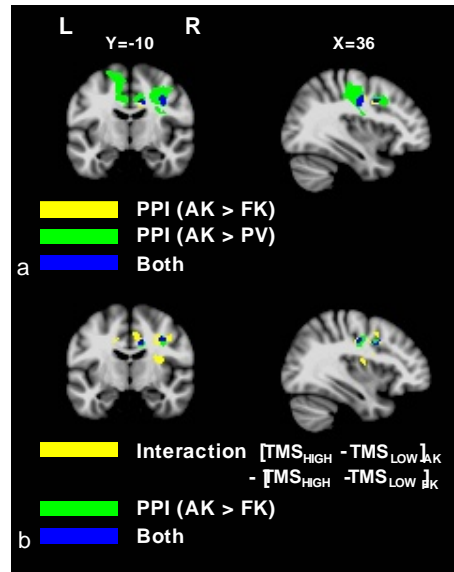 L R
Y=-10 X=36
PPI (AK > FK)
PPI (AK > PV)
a Both
Interaction [TMSHIGH - TMSLOW]AK
- [TMSHIGH - TMSLOW]FK
PPI (AK > FK)
b Both